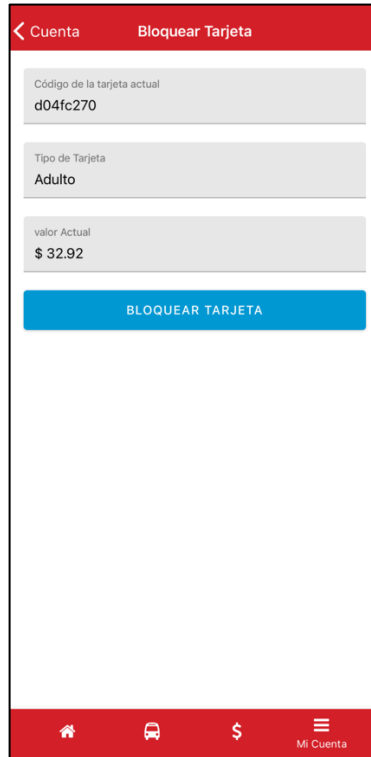 Cuenta
Bloquear Tarjeta
Código de la tarjeta actual
d04fc270
Tipo de Tarjeta
Adulto
valor Actual
$ 32.92
BLOQUEAR TARJETA
$
Mi Cuenta